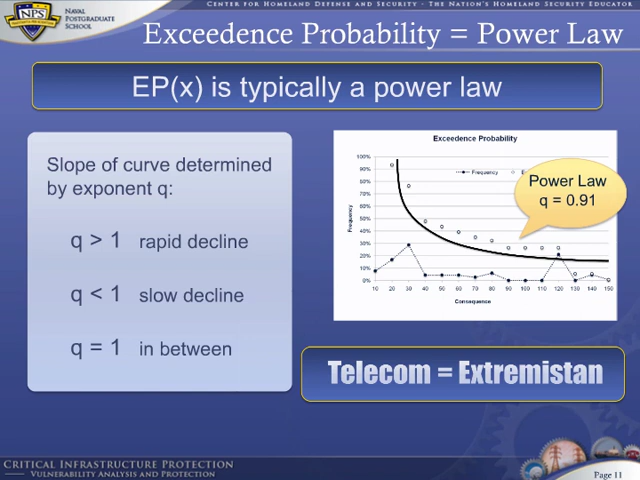 CENTER FOR HOMELAND DEFENSE AND SECURITY - THE NATION'S HOMELAND SECURITY EDUCATOR
NPS
NAVAL
POSTGRADUATE
SCHOOL
Exceedence Probability = Power Law
EP(x) is typically a power law
Slope of curve determined
by exponent q:
q > 1 rapid decline
q < 1 slow decline
q = 1 in between
Exceedence Probability
Frequency
Power Law
q = 0.91
Frequency
100%
90%
80%
70%
60%
50%
40%
30%
20%
10%
0%
10 20 30 40 50 60 70 80 90 100 110 120 130 140 150
Consequence
Telecom = Extremistan
CRITICAL INFRASTRUCTURE PROTECTION
VULNERABILITY ANALYSIS AND PROTECTION
Page 11